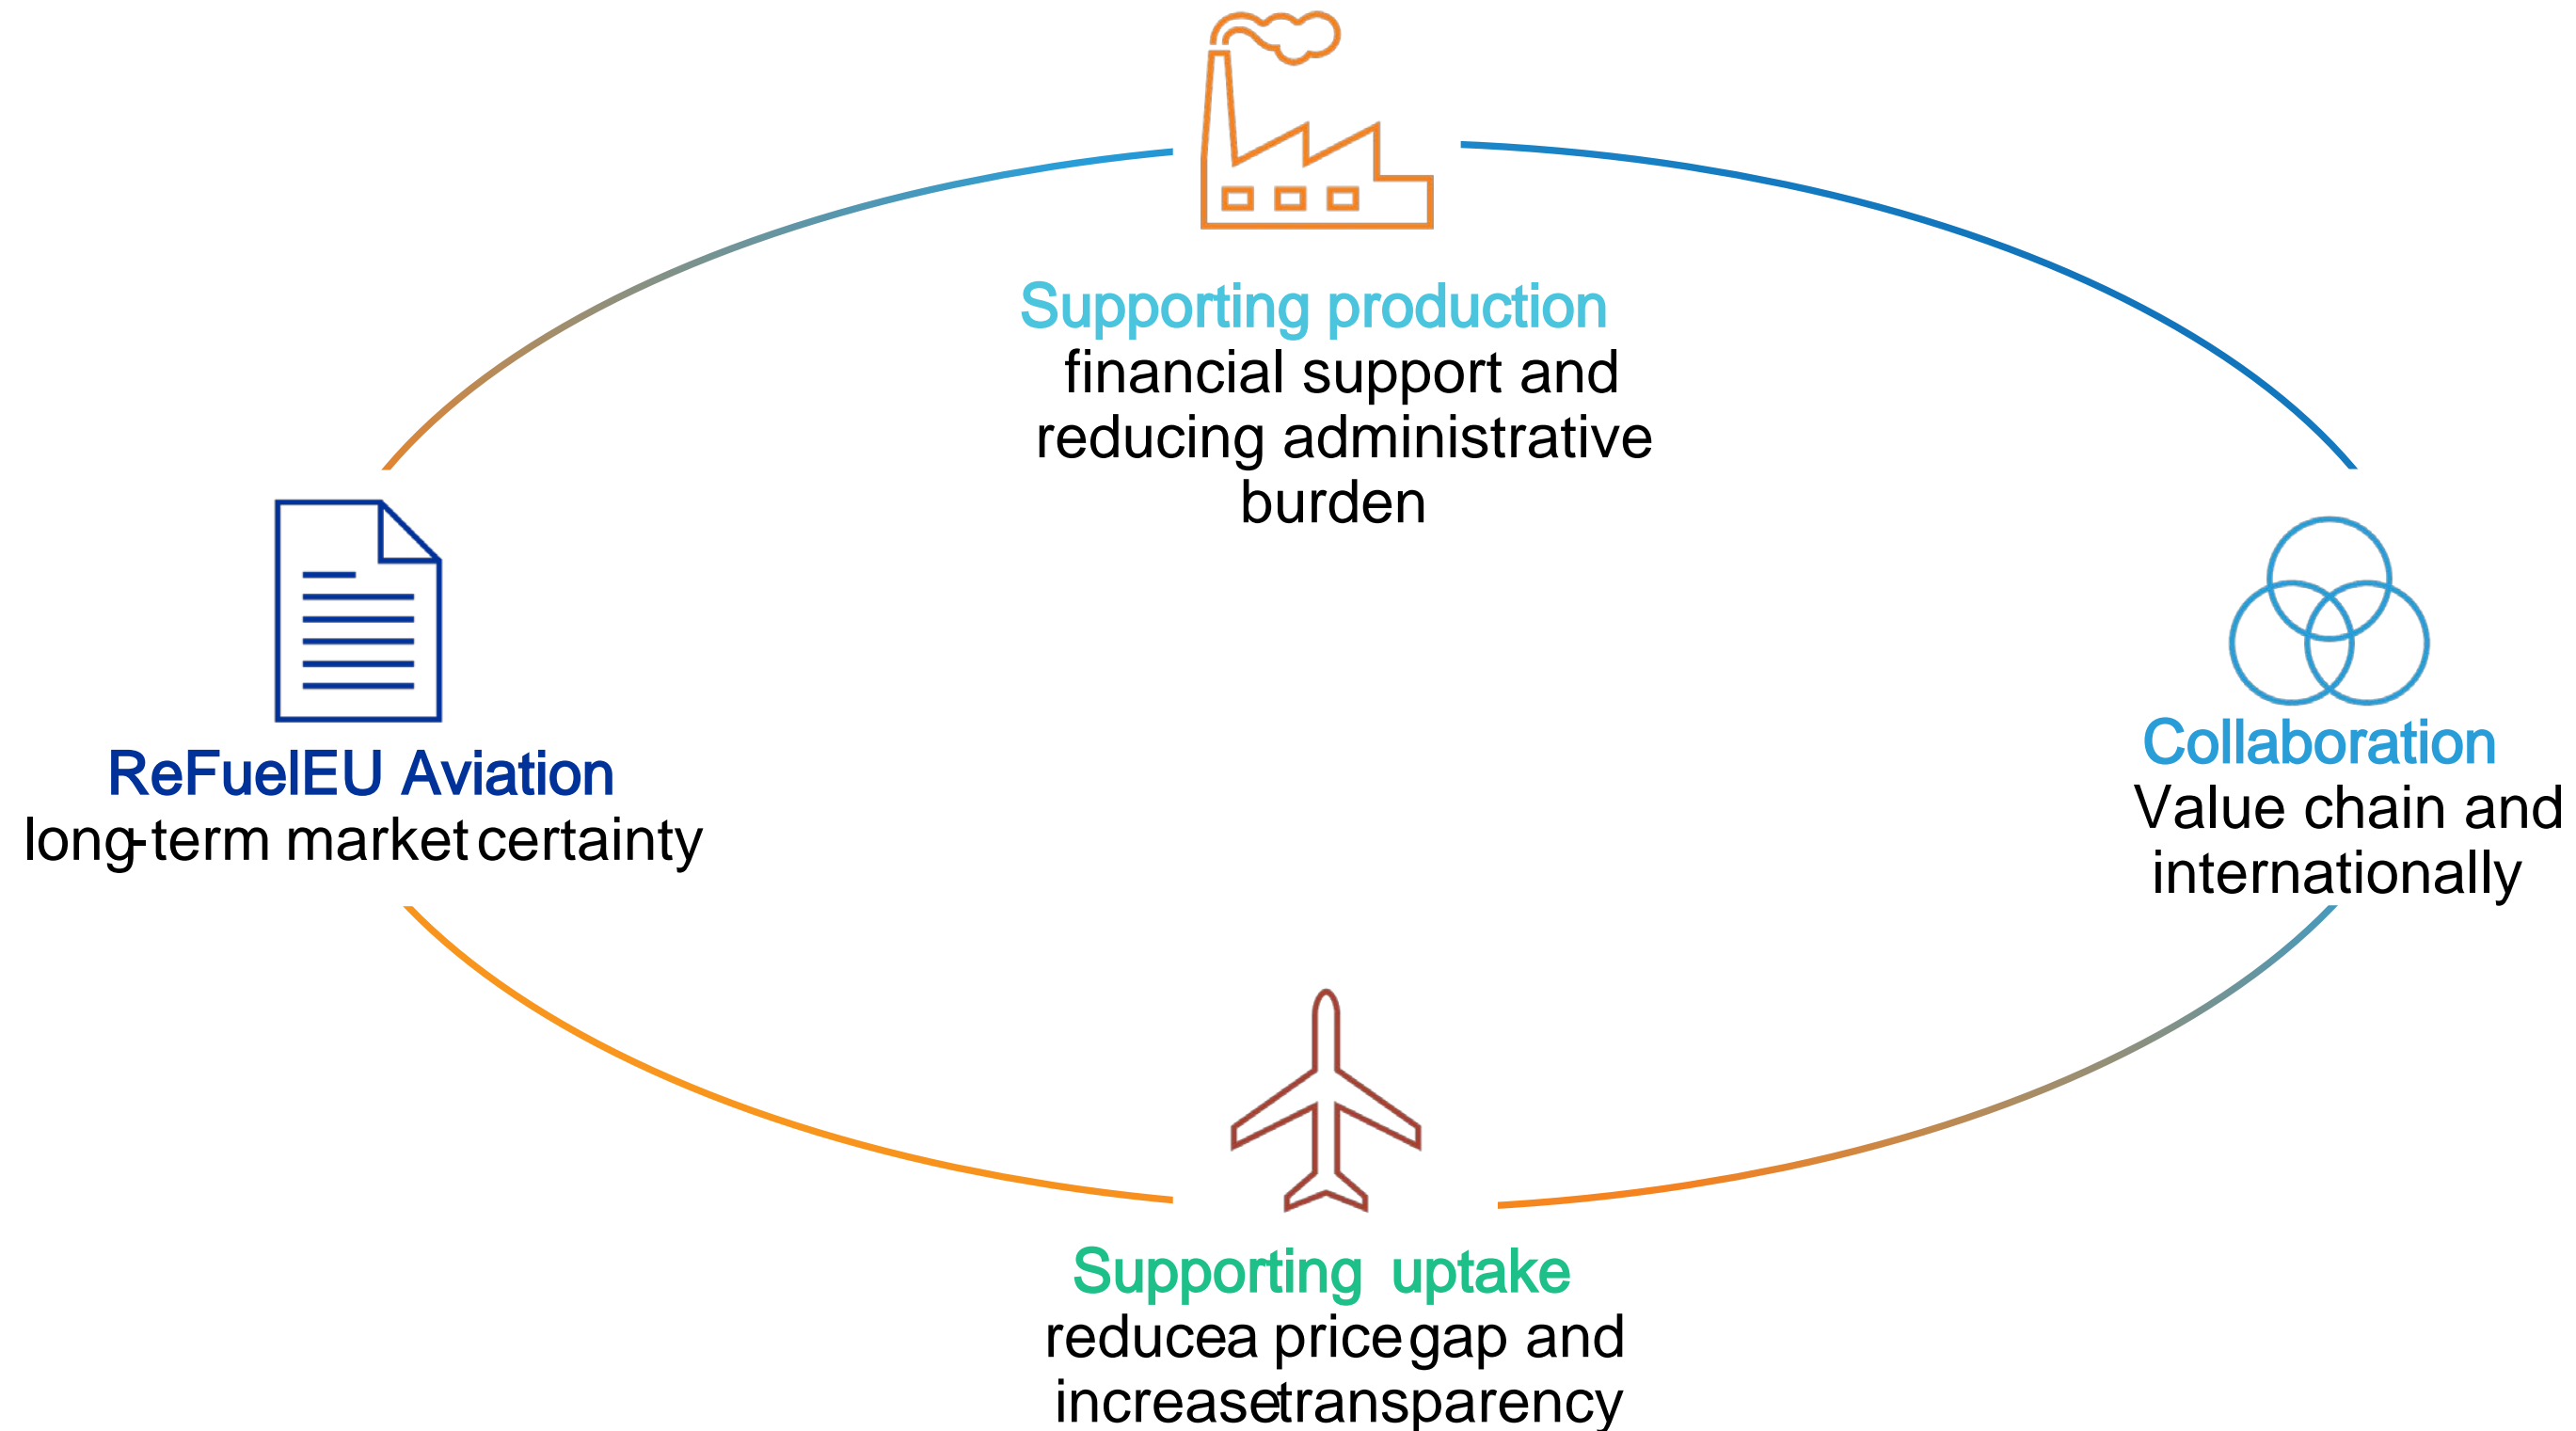 Supporting production
financial support and
reducing administrative
burden
ReFuelEU Aviation
long-term market certainty
Collaboration
Value chain and
internationally
Supporting uptake
reducea price gap and
increasetransparency